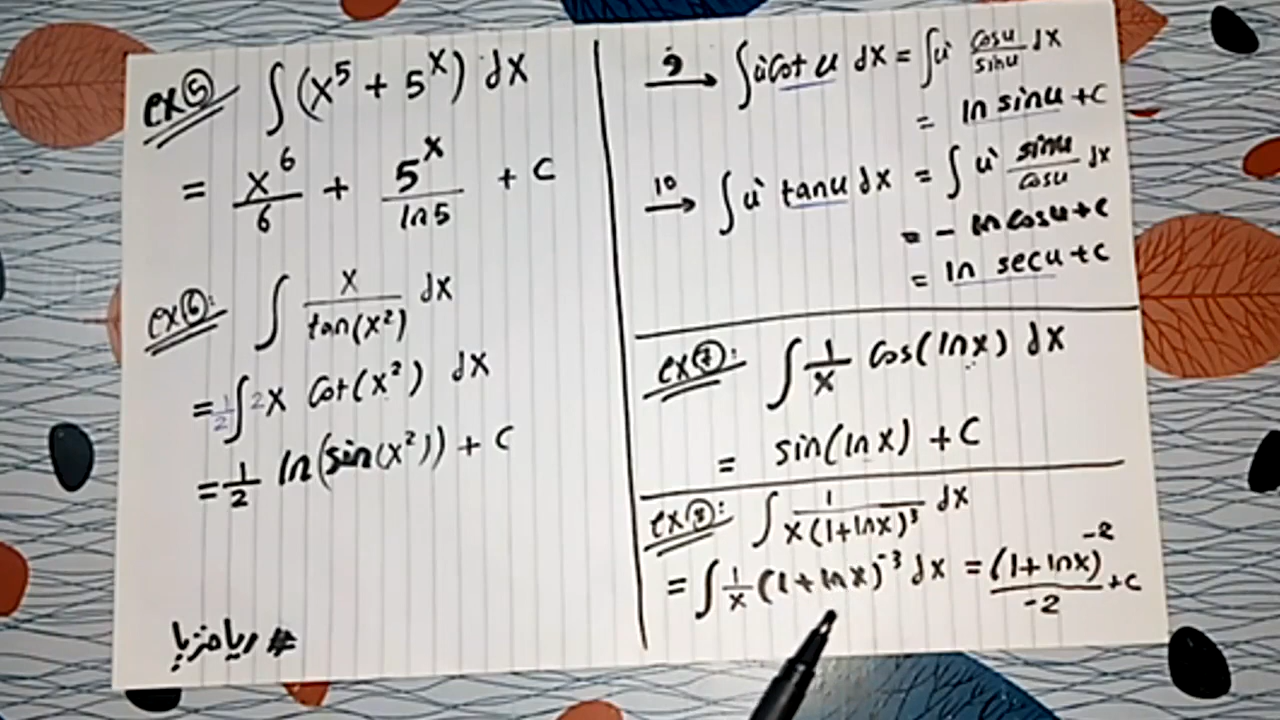 ex⑤ ∫(x⁵ + 5ˣ) dx
= x⁶/6 + 5ˣ/ln5 + c
ex⑥: ∫ x/tan(x²) dx
= 1/2 ∫ 2x Cot(x²) dx
= 1/2 ln(sin(x²)) + c
# رياضزيا
9→ ∫u` Cot u dx = ∫u` cosu/sinu dx
= ln sinu + c
10→ ∫u` tanu dx = ∫u` sinu/cosu dx
= - ln cosu + c
= ln secu + c
ex⑦: ∫ 1/x Cos(lnx) dx
= sin(lnx) + c
ex⑧: ∫ 1/x(1+lnx)³ dx
= ∫ 1/x (1+lnx)⁻³ dx = (1+lnx)⁻²/-2 + c